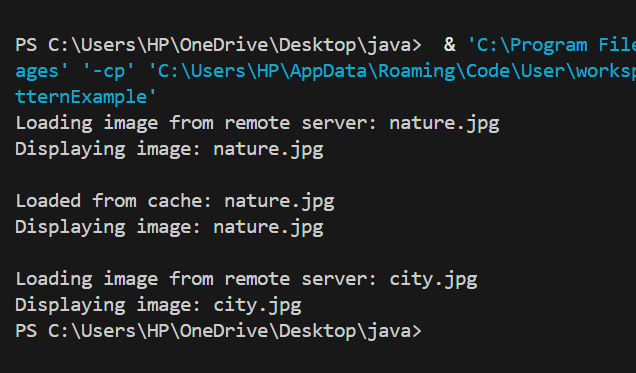 PS C:\Users\HP\OneDrive\Desktop\java>  & 'C:\Program File
ages' '-cp' 'C:\Users\HP\AppData\Roaming\Code\User\worksp
tternExample'
Loading image from remote server: nature.jpg
Displaying image: nature.jpg
Loaded from cache: nature.jpg
Displaying image: nature.jpg
Loading image from remote server: city.jpg
Displaying image: city.jpg
PS C:\Users\HP\OneDrive\Desktop\java>